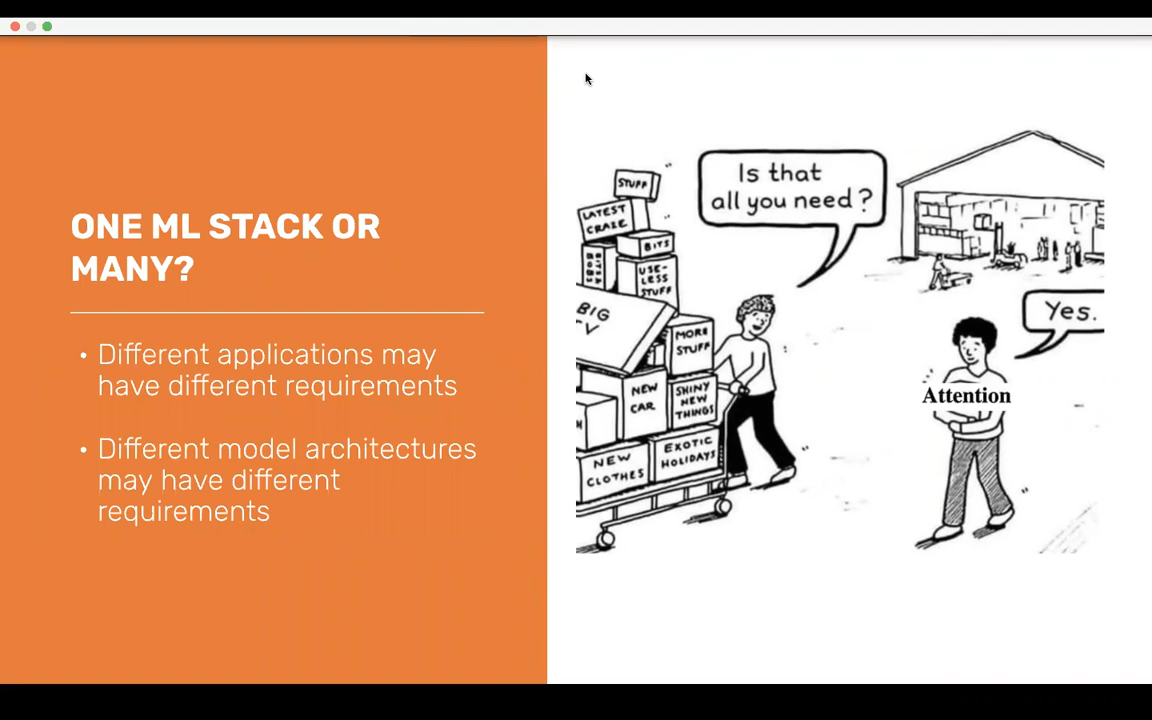 ONE ML STACK OR
MANY?
• Different applications may
have different requirements
• Different model architectures
may have different
requirements
Is that
all you need?
Yes.
Attention
STUFF
LATEST
CRAZE
BITS
USE-
LESS
STUFF
BIG
MORE
STUFF
NEW
CAR
SHINY
NEW
THINGS
NEW
CLOTHES
EXOTIC
HOLIDAYS